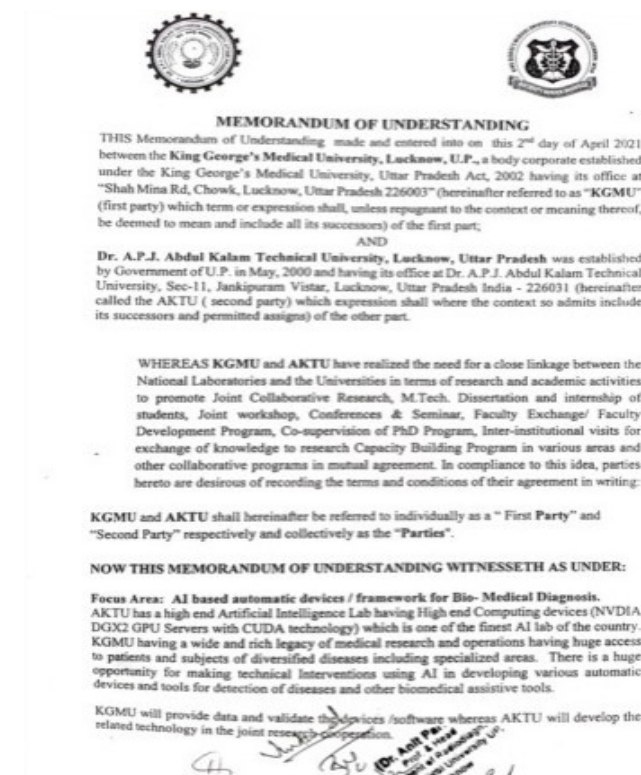 MEMORANDUM OF UNDERSTANDING
THIS Memorandum of Understanding made and entered into on this 2nd day of April 2021
between the King George's Medical University, Lucknow, U.P., a body corporate established
under the King George's Medical University, Uttar Pradesh Act, 2002 having its office at
"Shah Mina Rd, Chowk, Lucknow, Uttar Pradesh 226003" (hereinafter referred to as "KGMU"
(first party) which term or expression shall, unless repugnant to the context or meaning thereof,
be deemed to mean and include all its successors) of the first part;
AND
Dr. A.P.J. Abdul Kalam Technical University, Lucknow, Uttar Pradesh was established
by Government of U.P. in May, 2000 and having its office at Dr. A.P.J. Abdul Kalam Technical
University, Sec-11, Jankipuram Vistar, Lucknow, Uttar Pradesh India - 226031 (hereinafter
called the AKTU ( second party) which expression shall where the context so admits include
its successors and permitted assigns) of the other part.
WHEREAS KGMU and AKTU have realized the need for a close linkage between the
National Laboratories and the Universities in terms of research and academic activities
to promote Joint Collaborative Research, M.Tech. Dissertation and internship of
students, Joint workshop, Conferences & Seminar, Faculty Exchange/ Faculty
Development Program, Co-supervision of PhD Program, Inter-institutional visits for
exchange of knowledge to research Capacity Building Program in various areas and
other collaborative programs in mutual agreement. In compliance to this idea, parties
hereto are desirous of recording the terms and conditions of their agreement in writing:
KGMU and AKTU shall hereinafter be referred to individually as a " First Party" and
"Second Party" respectively and collectively as the "Parties".
NOW THIS MEMORANDUM OF UNDERSTANDING WITNESSETH AS UNDER:
Focus Area: AI based automatic devices / framework for Bio- Medical Diagnosis.
AKTU has a high end Artificial Intelligence Lab having High end Computing devices (NVDIA
DGX2 GPU Servers with CUDA technology) which is one of the finest AI lab of the country.
KGMU having a wide and rich legacy of medical research and operations having huge access
to patients and subjects of diversified diseases including specialized areas. There is a huge
opportunity for making technical Interventions using AI in developing various automatic
devices and tools for detection of diseases and other biomedical assistive tools.
KGMU will provide data and validate the devices /software whereas AKTU will develop the
related technology in the joint research cooperation.
(Dr. Anit
Prof & Head
University UP,